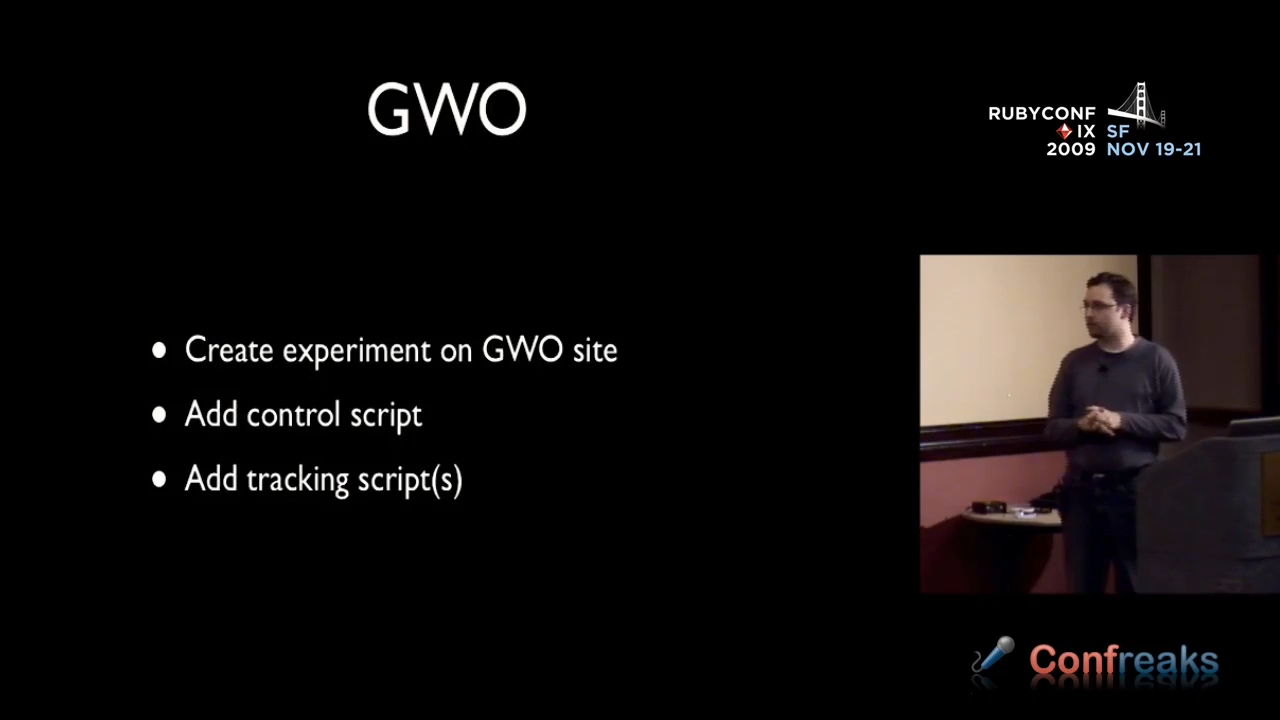 GWO
RUBYCONF
IX SF
2009 NOV 19-21
• Create experiment on GWO site
• Add control script
• Add tracking script(s)
Confreaks